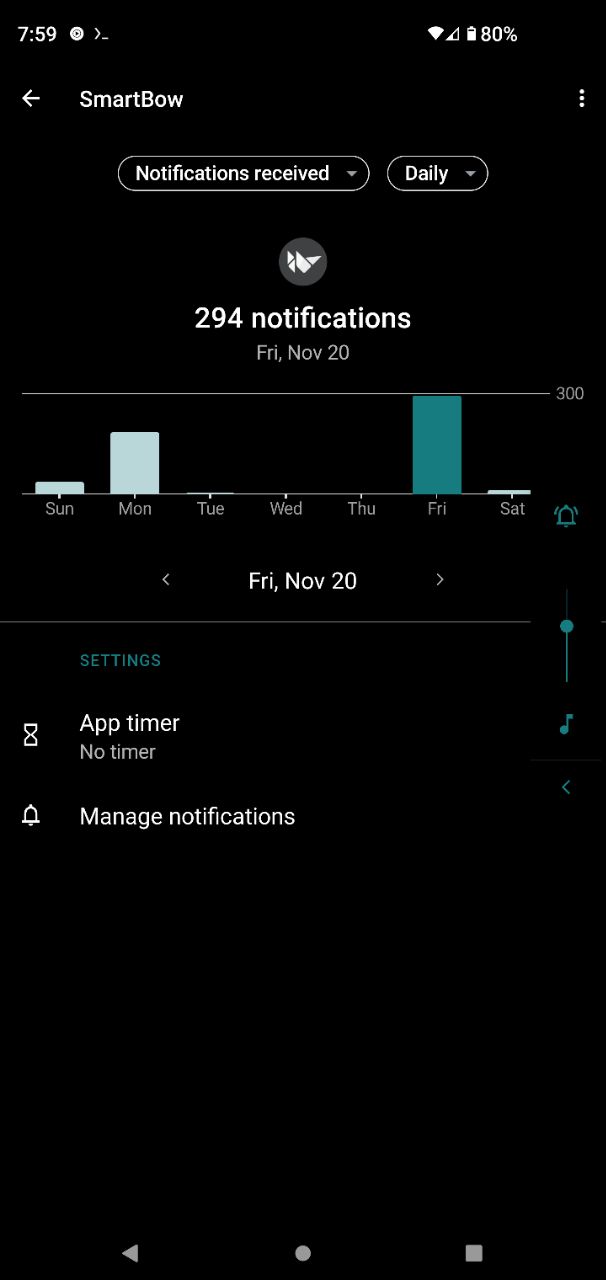 7:59 80%
SmartBow
Notifications received Daily
294 notifications
Fri, Nov 20
300
Sun Mon Tue Wed Thu Fri Sat
Fri, Nov 20
SETTINGS
App timer
No timer
Manage notifications